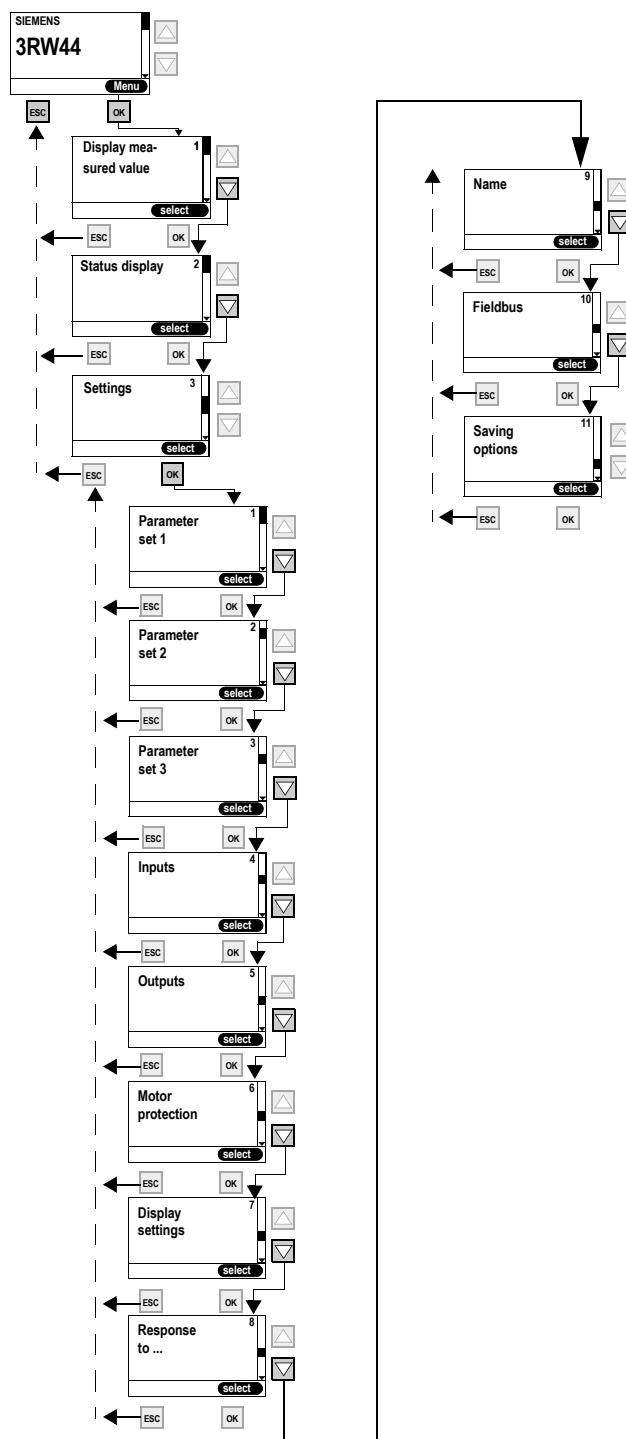 SIEMENS
3RW44
Menu
ESC
OK
Display mea-
sured value
1
select
ESC
OK
Status display
2
select
ESC
OK
Settings
3
select
ESC
OK
Parameter
set 1
1
select
ESC
OK
Parameter
set 2
2
select
ESC
OK
Parameter
set 3
3
select
ESC
OK
Inputs
4
select
ESC
OK
Outputs
5
select
ESC
OK
Motor
protection
6
select
ESC
OK
Display
settings
7
select
ESC
OK
Response
to ...
8
select
ESC
OK
Name
9
select
ESC
OK
Fieldbus
10
select
ESC
OK
Saving
options
11
select
ESC
OK